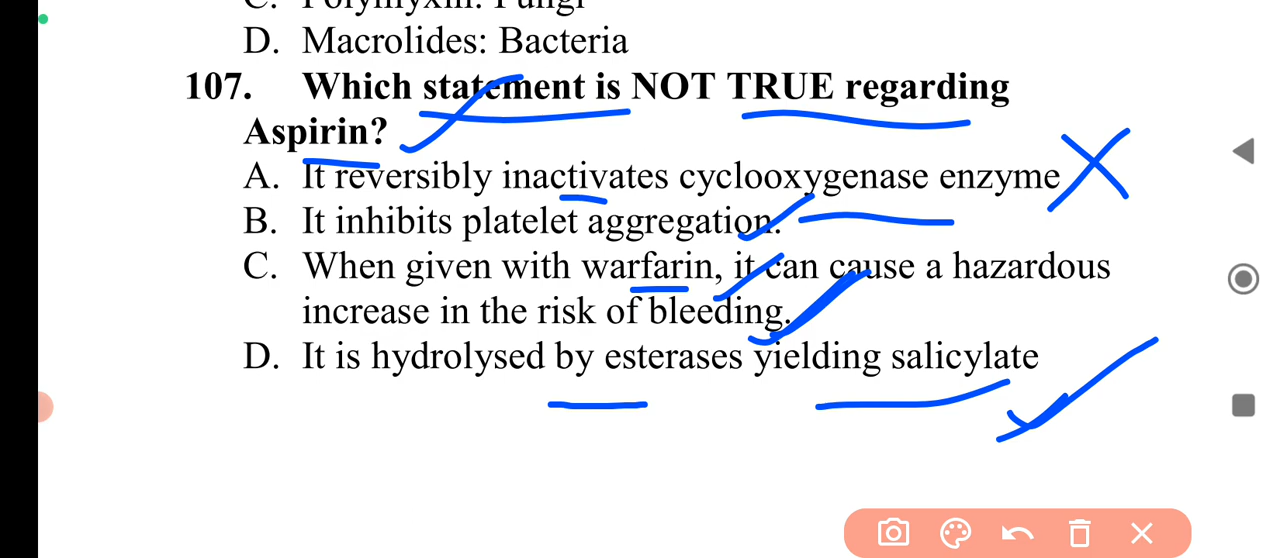 C. Polymyxin: Fungi
D. Macrolides: Bacteria
107. Which statement is NOT TRUE regarding
Aspirin?
A. It reversibly inactivates cyclooxygenase enzyme
B. It inhibits platelet aggregation.
C. When given with warfarin, it can cause a hazardous
increase in the risk of bleeding.
D. It is hydrolysed by esterases yielding salicylate